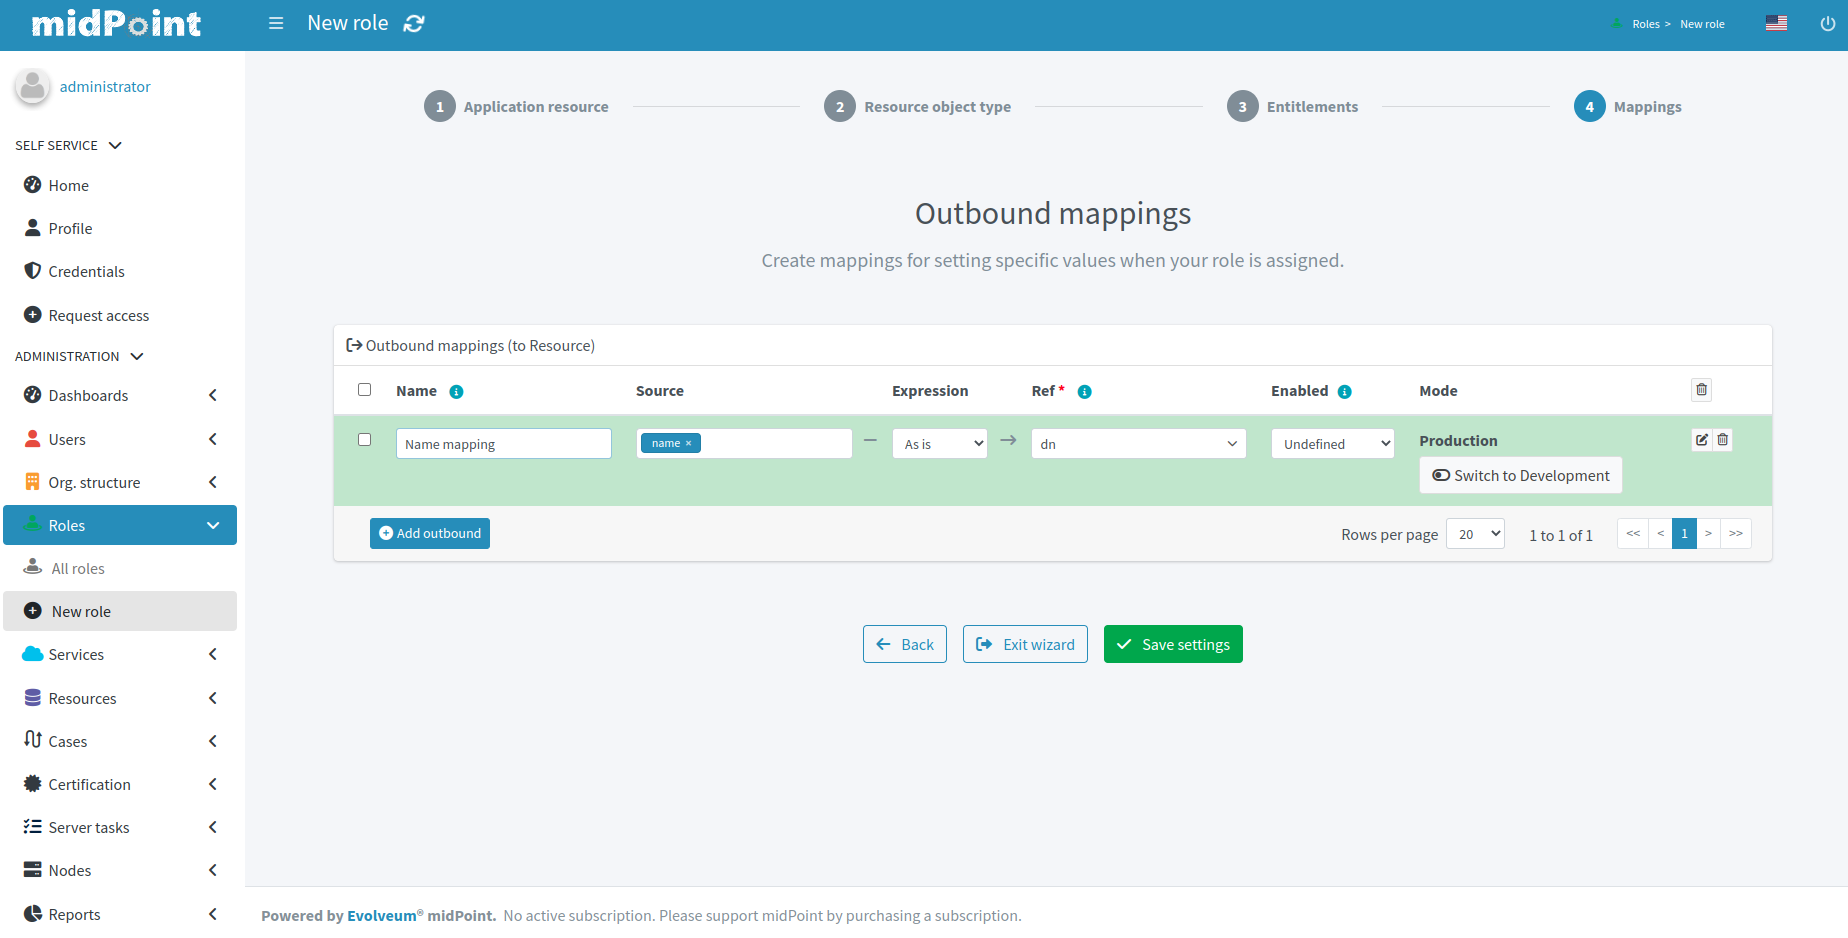 midPoint
New role
Roles > New role
administrator
SELF SERVICE
Home
Profile
Credentials
Request access
ADMINISTRATION
Dashboards
Users
Org. structure
Roles
All roles
New role
Services
Resources
Cases
Certification
Server tasks
Nodes
Reports
1 Application resource
2 Resource object type
3 Entitlements
4 Mappings
Outbound mappings
Create mappings for setting specific values when your role is assigned.
Outbound mappings (to Resource)
Name Source Expression Ref * Enabled Mode
Name mapping name × As is dn Undefined Production
Switch to Development
Add outbound Rows per page 20 1 to 1 of 1 << < 1 > >>
Back Exit wizard Save settings
Powered by Evolveum® midPoint. No active subscription. Please support midPoint by purchasing a subscription.